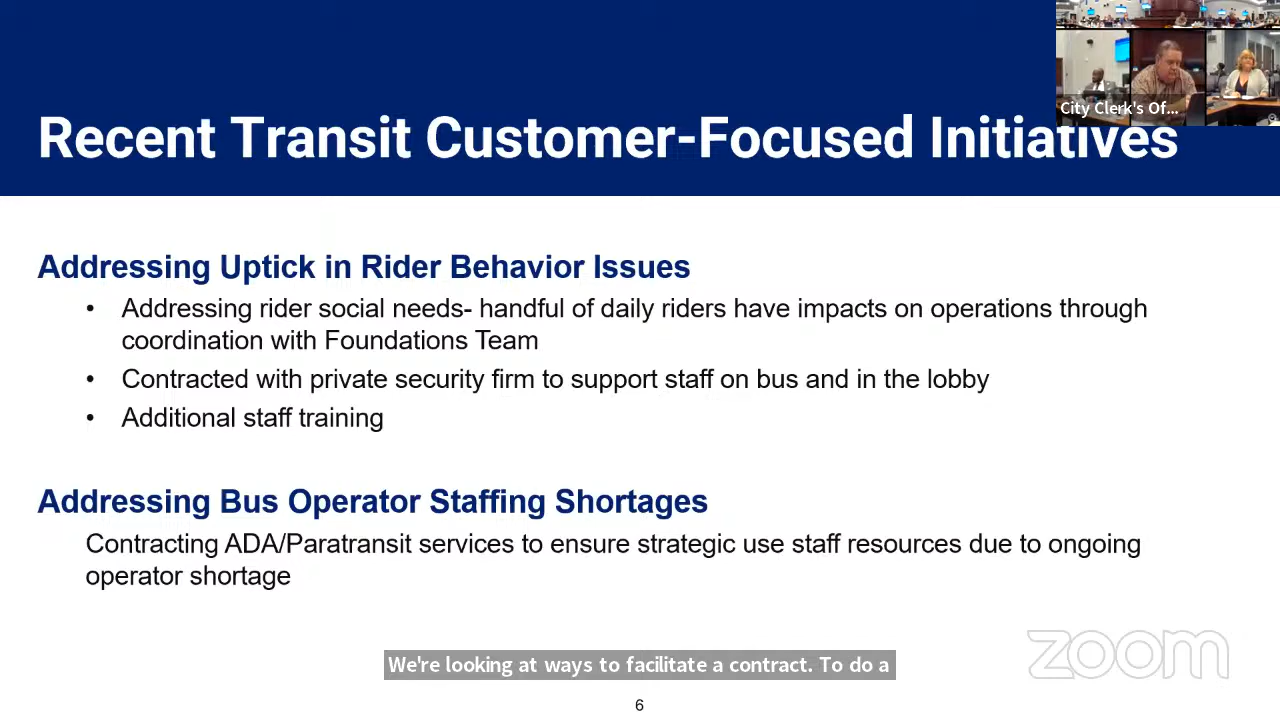 City Clerk's Of...
Recent Transit Customer-Focused Initiatives
Addressing Uptick in Rider Behavior Issues
• Addressing rider social needs- handful of daily riders have impacts on operations through
coordination with Foundations Team
• Contracted with private security firm to support staff on bus and in the lobby
• Additional staff training
Addressing Bus Operator Staffing Shortages
Contracting ADA/Paratransit services to ensure strategic use staff resources due to ongoing
operator shortage
zoom
We're looking at ways to facilitate a contract. To do a
6